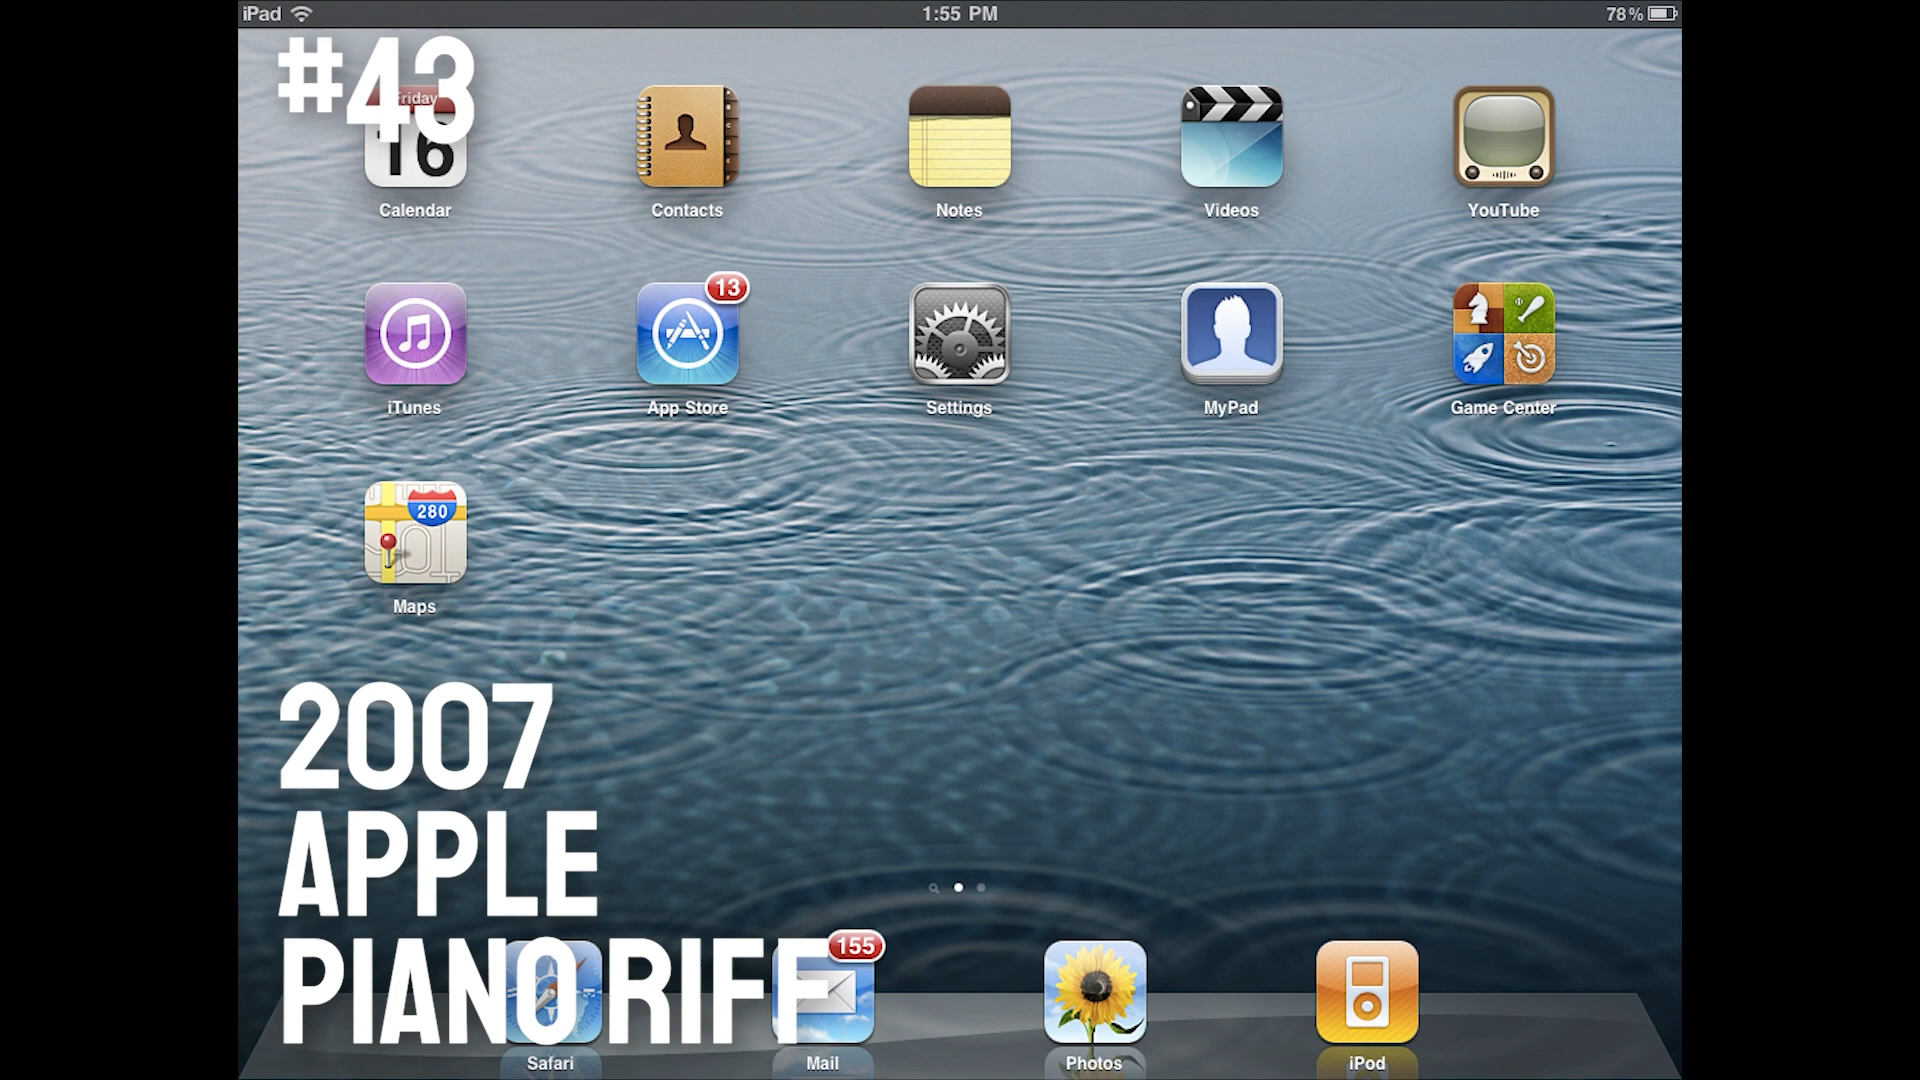 iPad 1:55 PM 78%
#43
Friday
16
Calendar Contacts Notes Videos YouTube
13
iTunes App Store Settings MyPad Game Center
280
Maps
2007
APPLE
PIANO RIFF
155
Safari Mail Photos iPod